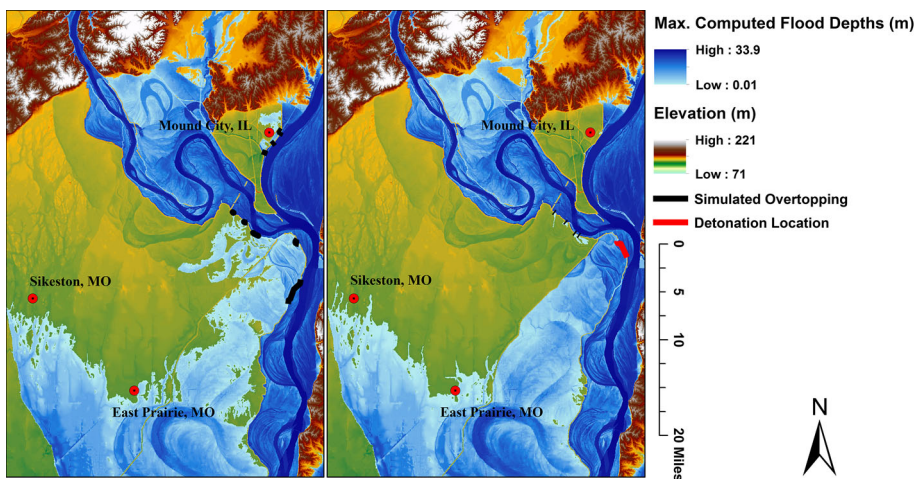 Mound City, IL
Sikeston, MO
East Prairie, MO
Mound City, IL
Sikeston, MO
East Prairie, MO
Max. Computed Flood Depths (m)
High : 33.9
Low : 0.01
Elevation (m)
High : 221
Low : 71
Simulated Overtopping
Detonation Location
0
5
10
20 Miles
N